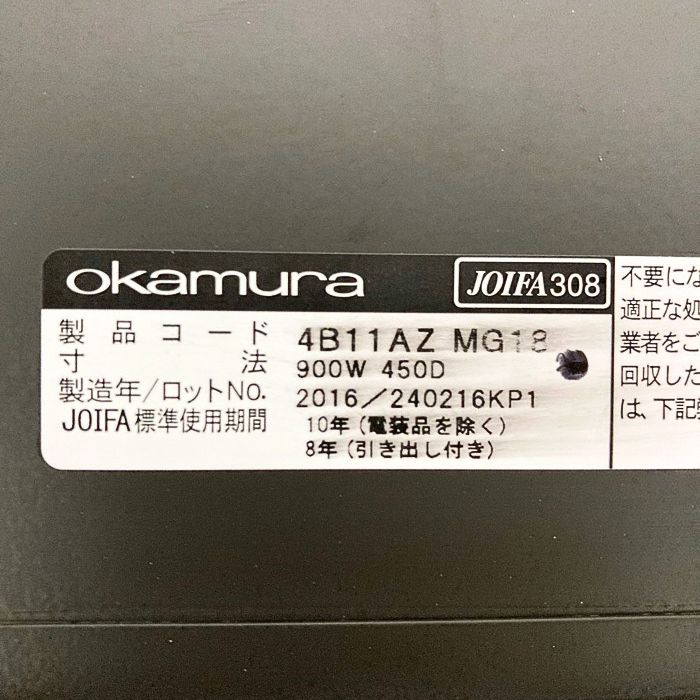 okamura
JOIFA308
製品コード 4B11AZ MG18
寸法 900W 450D
製造年/ロットNo. 2016/240216KP1
JOIFA標準使用期間 10年(電装品を除く)
8年(引き出し付き)
不要にな
適正な処
業者をご
回収した
は、下記